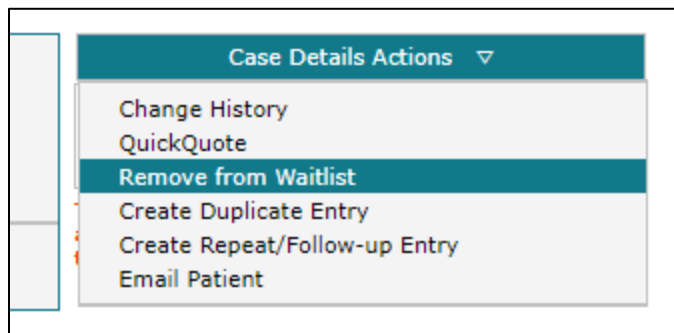 Case Details Actions ▽
Change History
QuickQuote
Remove from Waitlist
Create Duplicate Entry
Create Repeat/Follow-up Entry
Email Patient